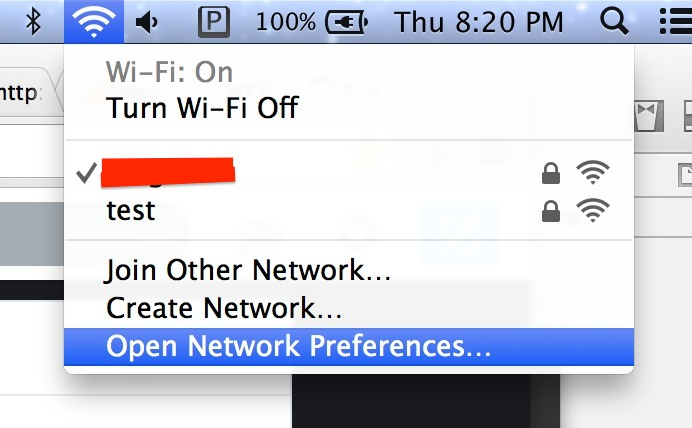 100% Thu 8:20 PM
http:
Wi-Fi: On
Turn Wi-Fi Off
test
Join Other Network...
Create Network...
Open Network Preferences...